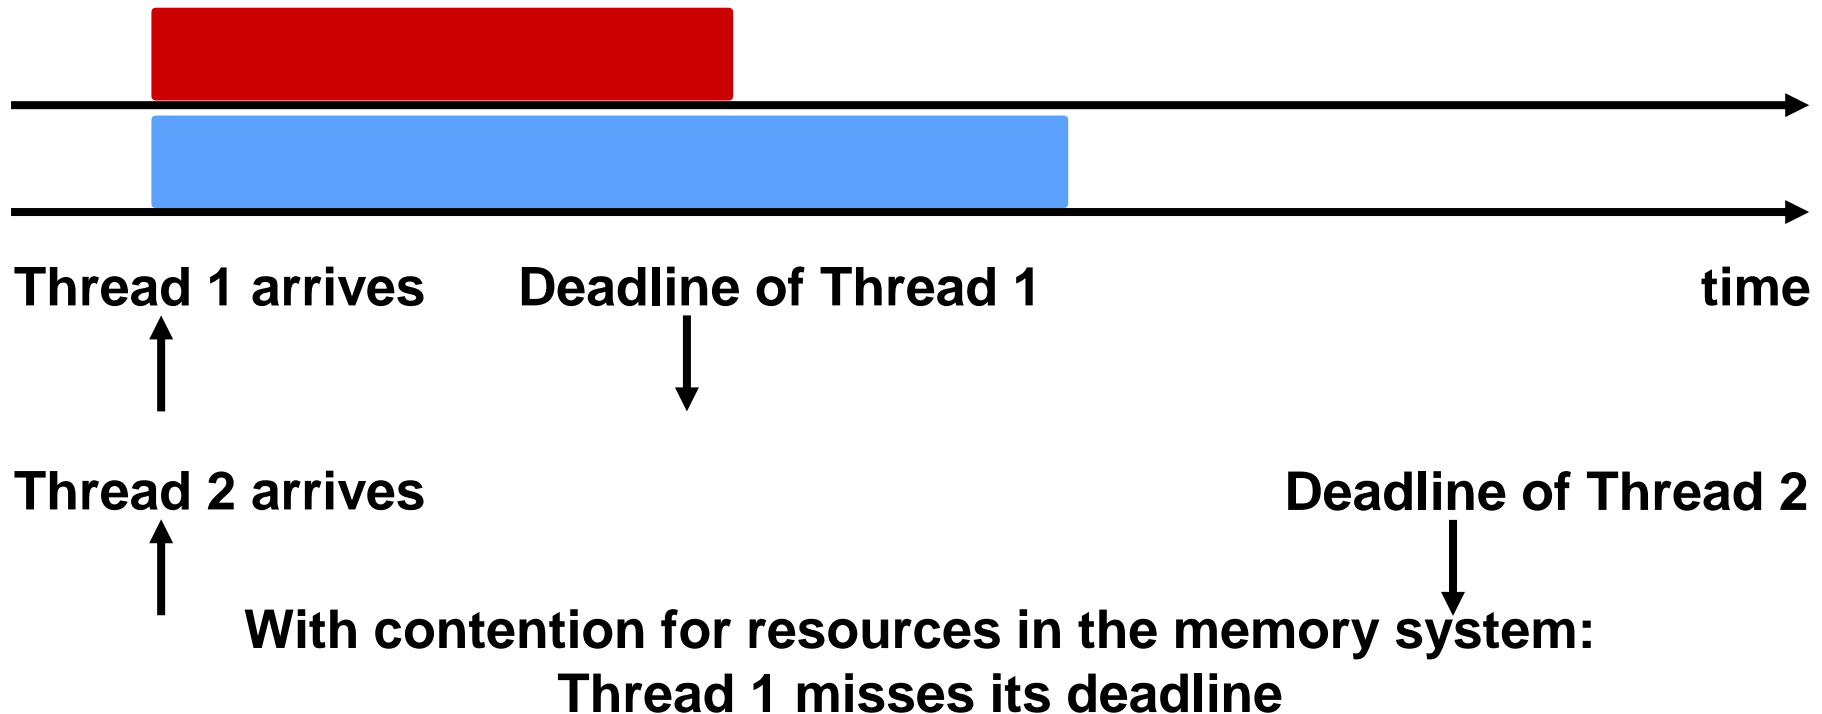 Thread 1 arrives Deadline of Thread 1 time
Thread 2 arrives Deadline of Thread 2
With contention for resources in the memory system:
Thread 1 misses its deadline